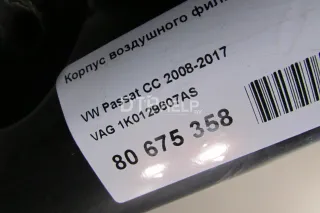 Корпус воздушного фил
VW Passat CC 2008-2017
VAG 1K0129607AS
80 675 358